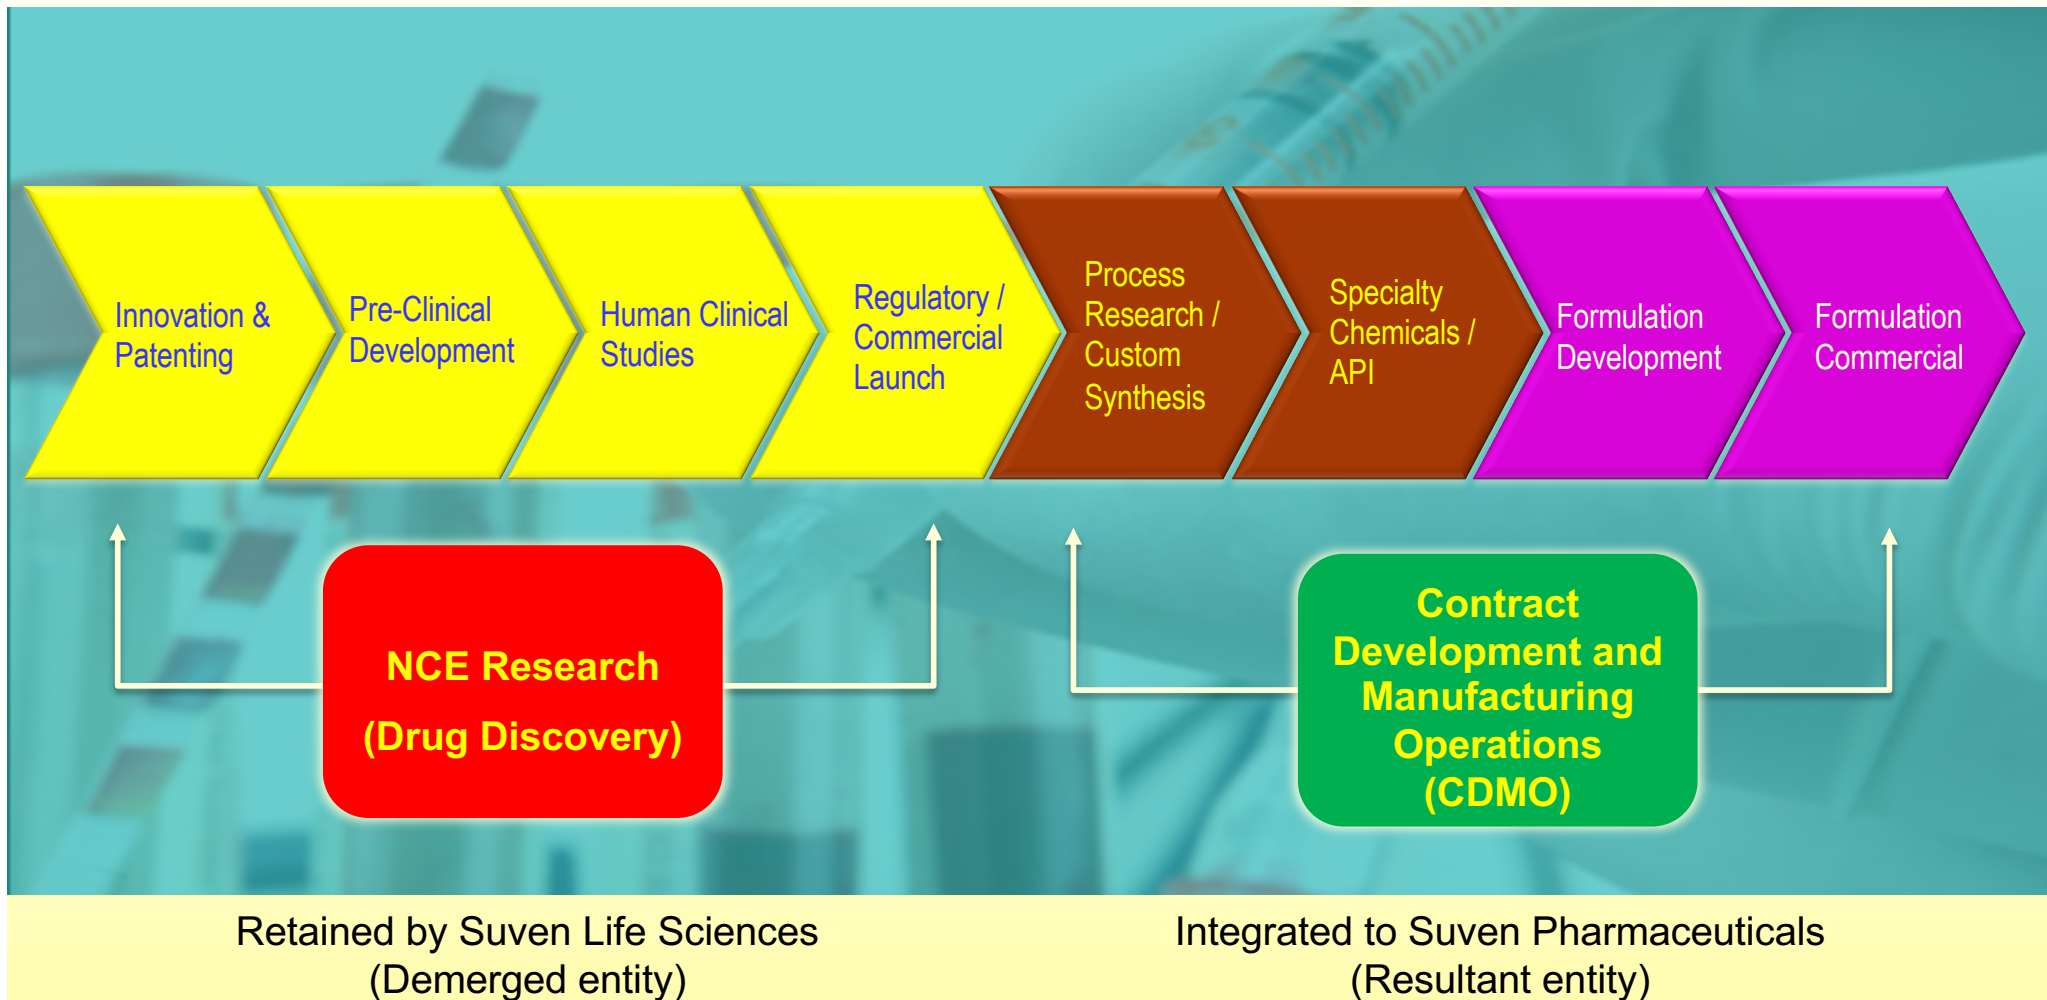 Innovation &
Patenting
Pre-Clinical
Development
Human Clinical
Studies
Regulatory /
Commercial
Launch
Process
Research /
Custom
Synthesis
Specialty
Chemicals /
API
Formulation
Development
Formulation
Commercial
NCE Research
(Drug Discovery)
Contract
Development and
Manufacturing
Operations
(CDMO)
Retained by Suven Life Sciences
(Demerged entity)
Integrated to Suven Pharmaceuticals
(Resultant entity)